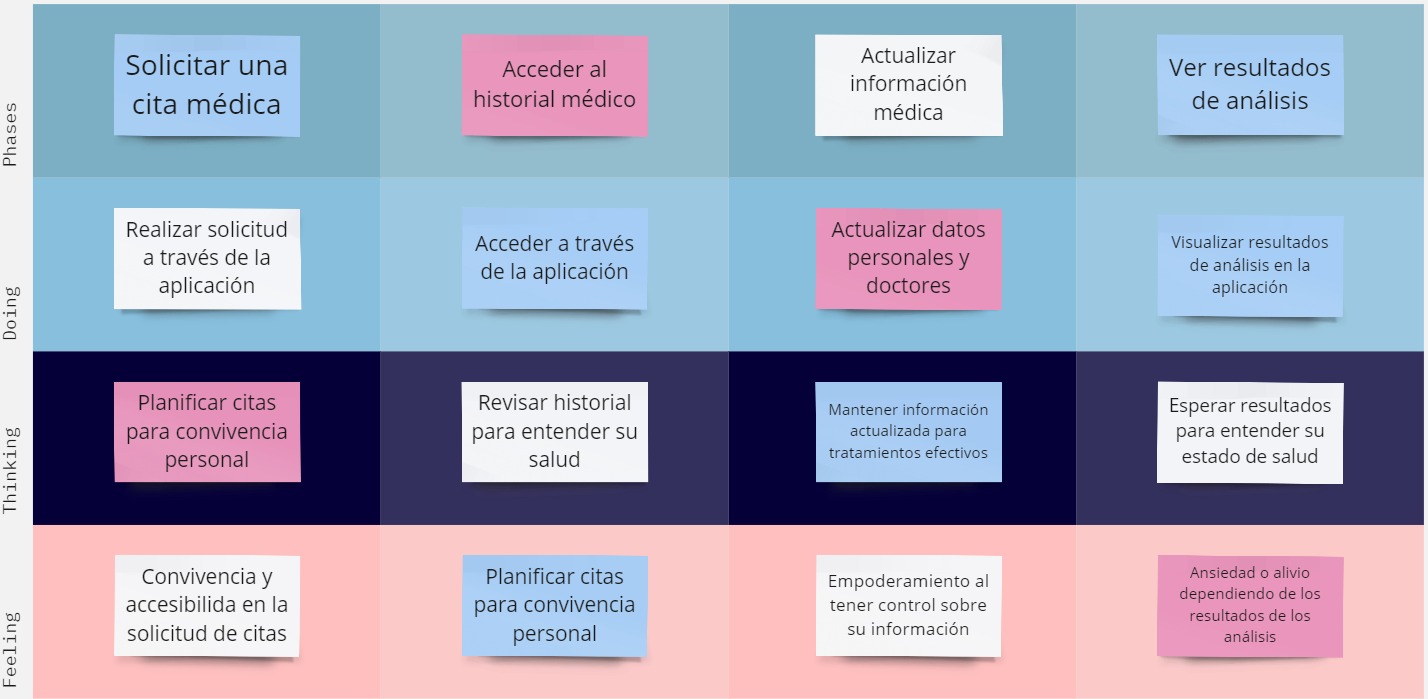 Phases
Solicitar una
cita médica
Acceder al
historial médico
Actualizar
información
médica
Ver resultados
de análisis
Doing
Realizar solicitud
a través de la
aplicación
Acceder a través
de la aplicación
Actualizar datos
personales y
doctores
Visualizar resultados
de análisis en la
aplicación
Thinking
Planificar citas
para convivencia
personal
Revisar historial
para entender su
salud
Mantener información
actualizada para
tratamientos efectivos
Esperar resultados
para entender su
estado de salud
Feeling
Convivencia y
accesibilida en la
solicitud de citas
Planificar citas
para convivencia
personal
Empoderamiento al
tener control sobre
su información
Ansiedad o alivio
dependiendo de los
resultados de los
análisis